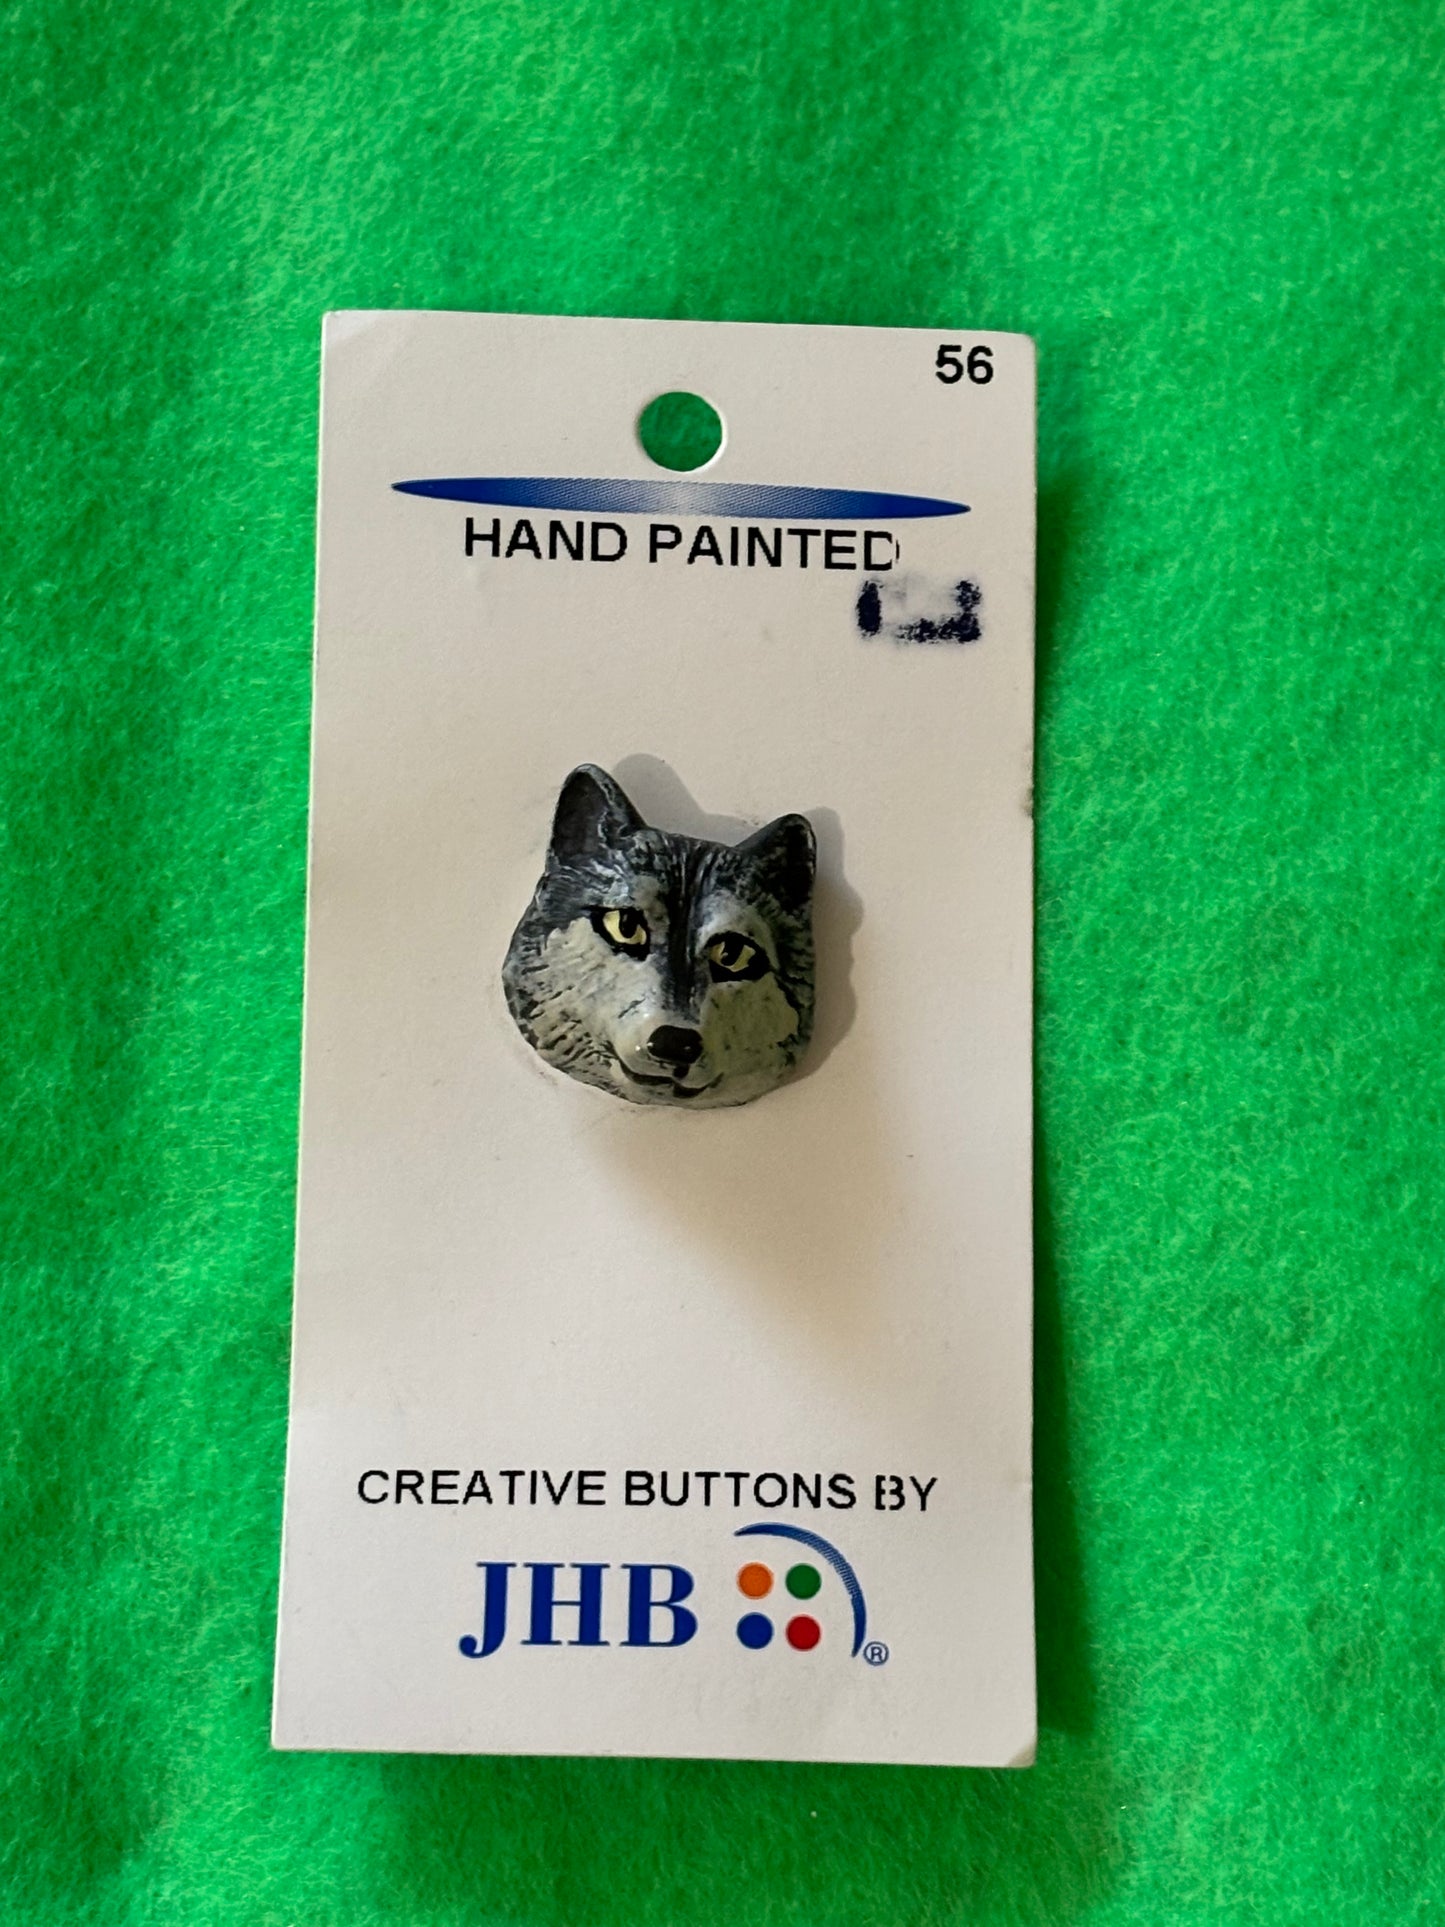 56
HAND PAINTED
CREATIVE BUTTONS BY
JHB
®